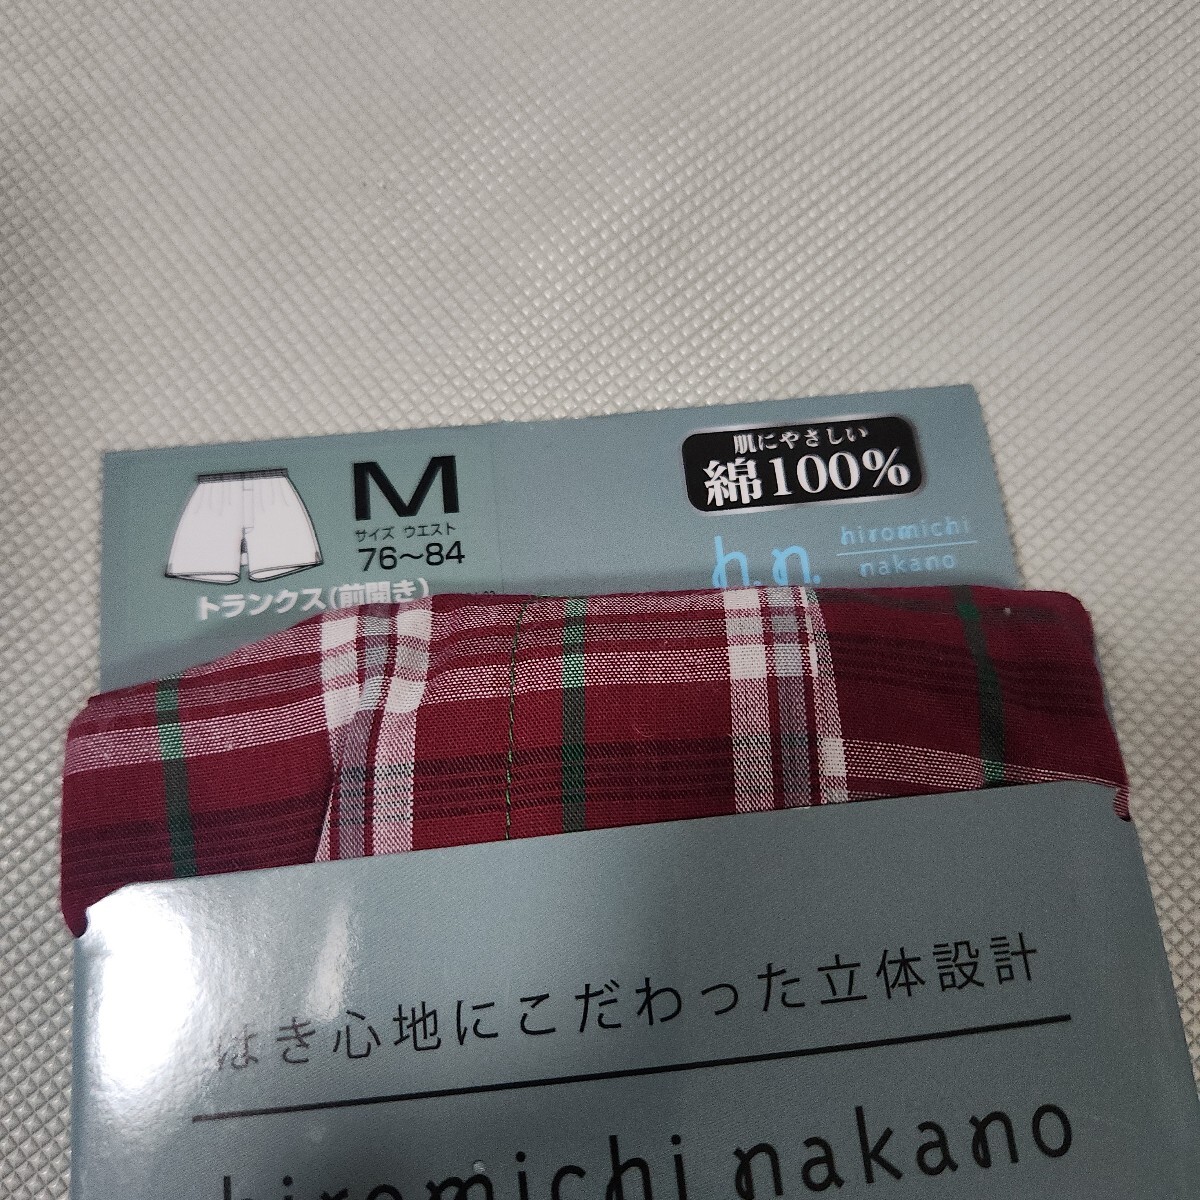 M
サイズ ウエスト
76〜84
トランクス(前開き)
肌にやさしい
綿100%
h.n.
hiromichi
nakano
はき心地にこだわった立体設計
hiromichi nakano